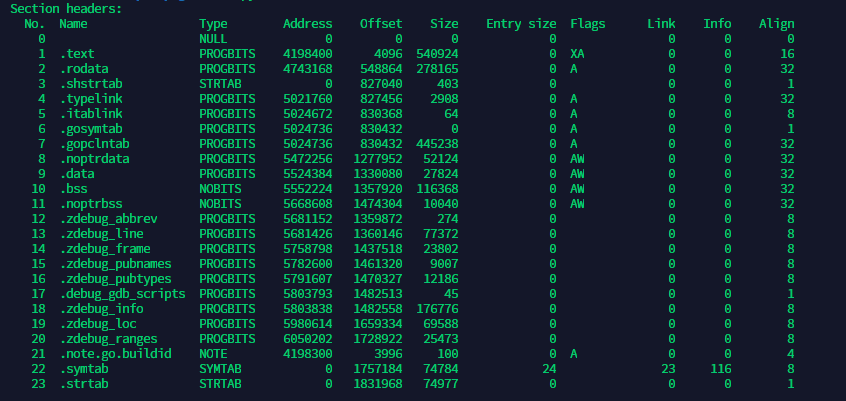 Section headers:
No. Name Type Address Offset Size Entry size Flags Link Info Align
0 NULL 0 0 0 0 0 0 0
1 .text PROGBITS 4198400 4096 540924 0 XA 0 0 16
2 .rodata PROGBITS 4743168 548864 278165 0 A 0 0 32
3 .shstrtab STRTAB 0 827040 403 0 0 0 1
4 .typelink PROGBITS 5021760 827456 2908 0 A 0 0 32
5 .itablink PROGBITS 5024672 830368 64 0 A 0 0 8
6 .gosymtab PROGBITS 5024736 830432 0 0 A 0 0 1
7 .gopclntab PROGBITS 5024736 830432 445238 0 A 0 0 32
8 .noptrdata PROGBITS 5472256 1277952 52124 0 AW 0 0 32
9 .data PROGBITS 5524384 1330080 27824 0 AW 0 0 32
10 .bss NOBITS 5552224 1357920 116368 0 AW 0 0 32
11 .noptrbss NOBITS 5668608 1474304 10040 0 AW 0 0 32
12 .zdebug_abbrev PROGBITS 5681152 1359872 274 0 0 0 8
13 .zdebug_line PROGBITS 5681426 1360146 77372 0 0 0 8
14 .zdebug_frame PROGBITS 5758798 1437518 23802 0 0 0 8
15 .zdebug_pubnames PROGBITS 5782600 1461320 9007 0 0 0 8
16 .zdebug_pubtypes PROGBITS 5791607 1470327 12186 0 0 0 8
17 .debug_gdb_scripts PROGBITS 5803793 1482513 45 0 0 0 1
18 .zdebug_info PROGBITS 5803838 1482558 176776 0 0 0 8
19 .zdebug_loc PROGBITS 5980614 1659334 69588 0 0 0 8
20 .zdebug_ranges PROGBITS 6050202 1728922 25473 0 0 0 8
21 .note.go.buildid NOTE 4198300 3996 100 0 A 0 0 4
22 .symtab SYMTAB 0 1757184 74784 24 23 116 8
23 .strtab STRTAB 0 1831968 74977 0 0 0 1